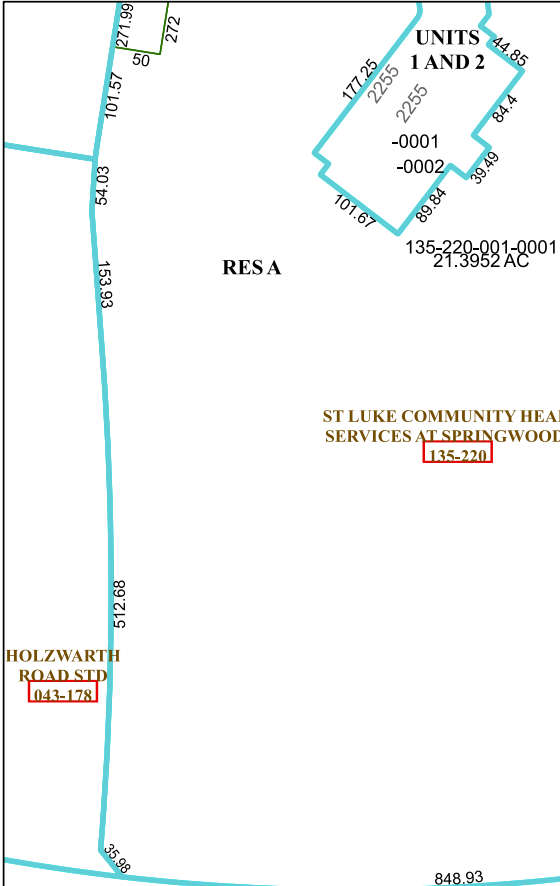 271.99
272
50
101.57
UNITS
1 AND 2
44.85
177.25
2255
2255
84.4
-0001
-0002
39.49
54.03
101.67
89.84
135-220-001-0001
21.3952 AC
153.93
RES A
ST LUKE COMMUNITY HEAL
SERVICES AT SPRINGWOOD
135-220
512.68
HOLZWARTH
ROAD STD
043-178
35.98
848.93